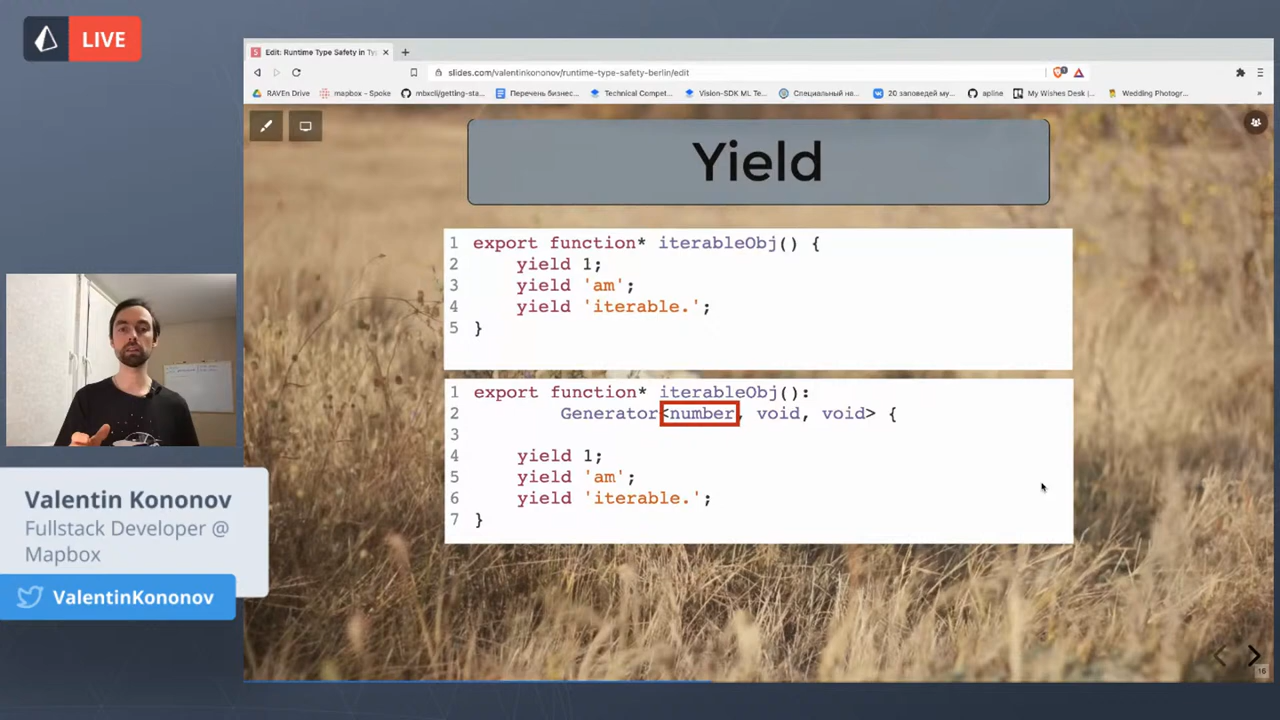 LIVE
Edit: Runtime Type Safety in Ty
slides.com/valentinkononov/runtime-type-safety-berlin/edit
RAVEn Drive
mapbox - Spoke
mbxcli/getting-sta...
Перечень бизнес...
Technical Compet...
Vision-SDK ML Te...
Специальный на...
20 заповедей му...
apline
My Wishes Desk (...
Wedding Photogr...
»
Yield
1 export function* iterableObj() {
2 yield 1;
3 yield 'am';
4 yield 'iterable.';
5 }
1 export function* iterableObj():
2 Generator<number, void, void> {
3
4 yield 1;
5 yield 'am';
6 yield 'iterable.';
7 }
Valentin Kononov
Fullstack Developer @
Mapbox
ValentinKononov
16